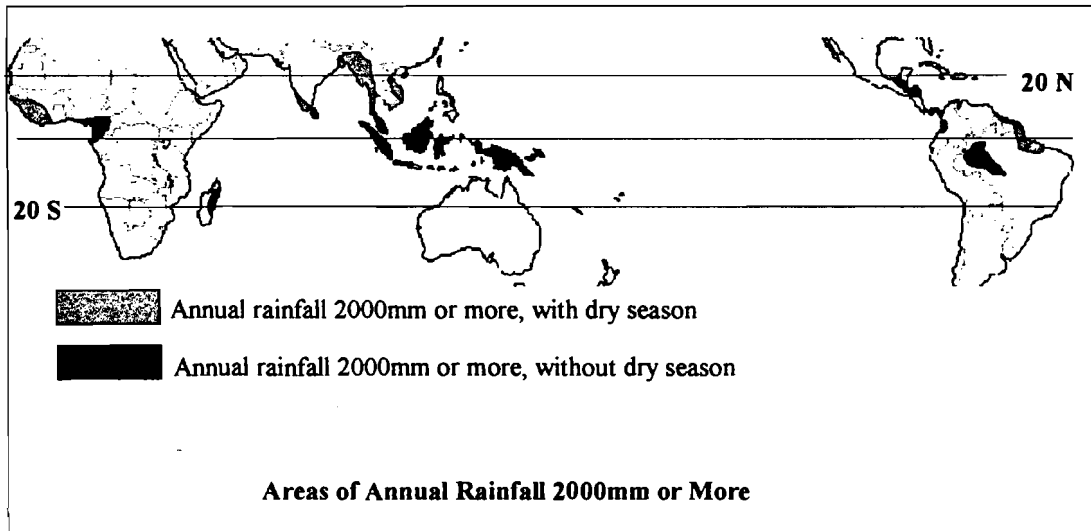 20 N
20 S
Annual rainfall 2000mm or more, with dry season
Annual rainfall 2000mm or more, without dry season
Areas of Annual Rainfall 2000mm or More